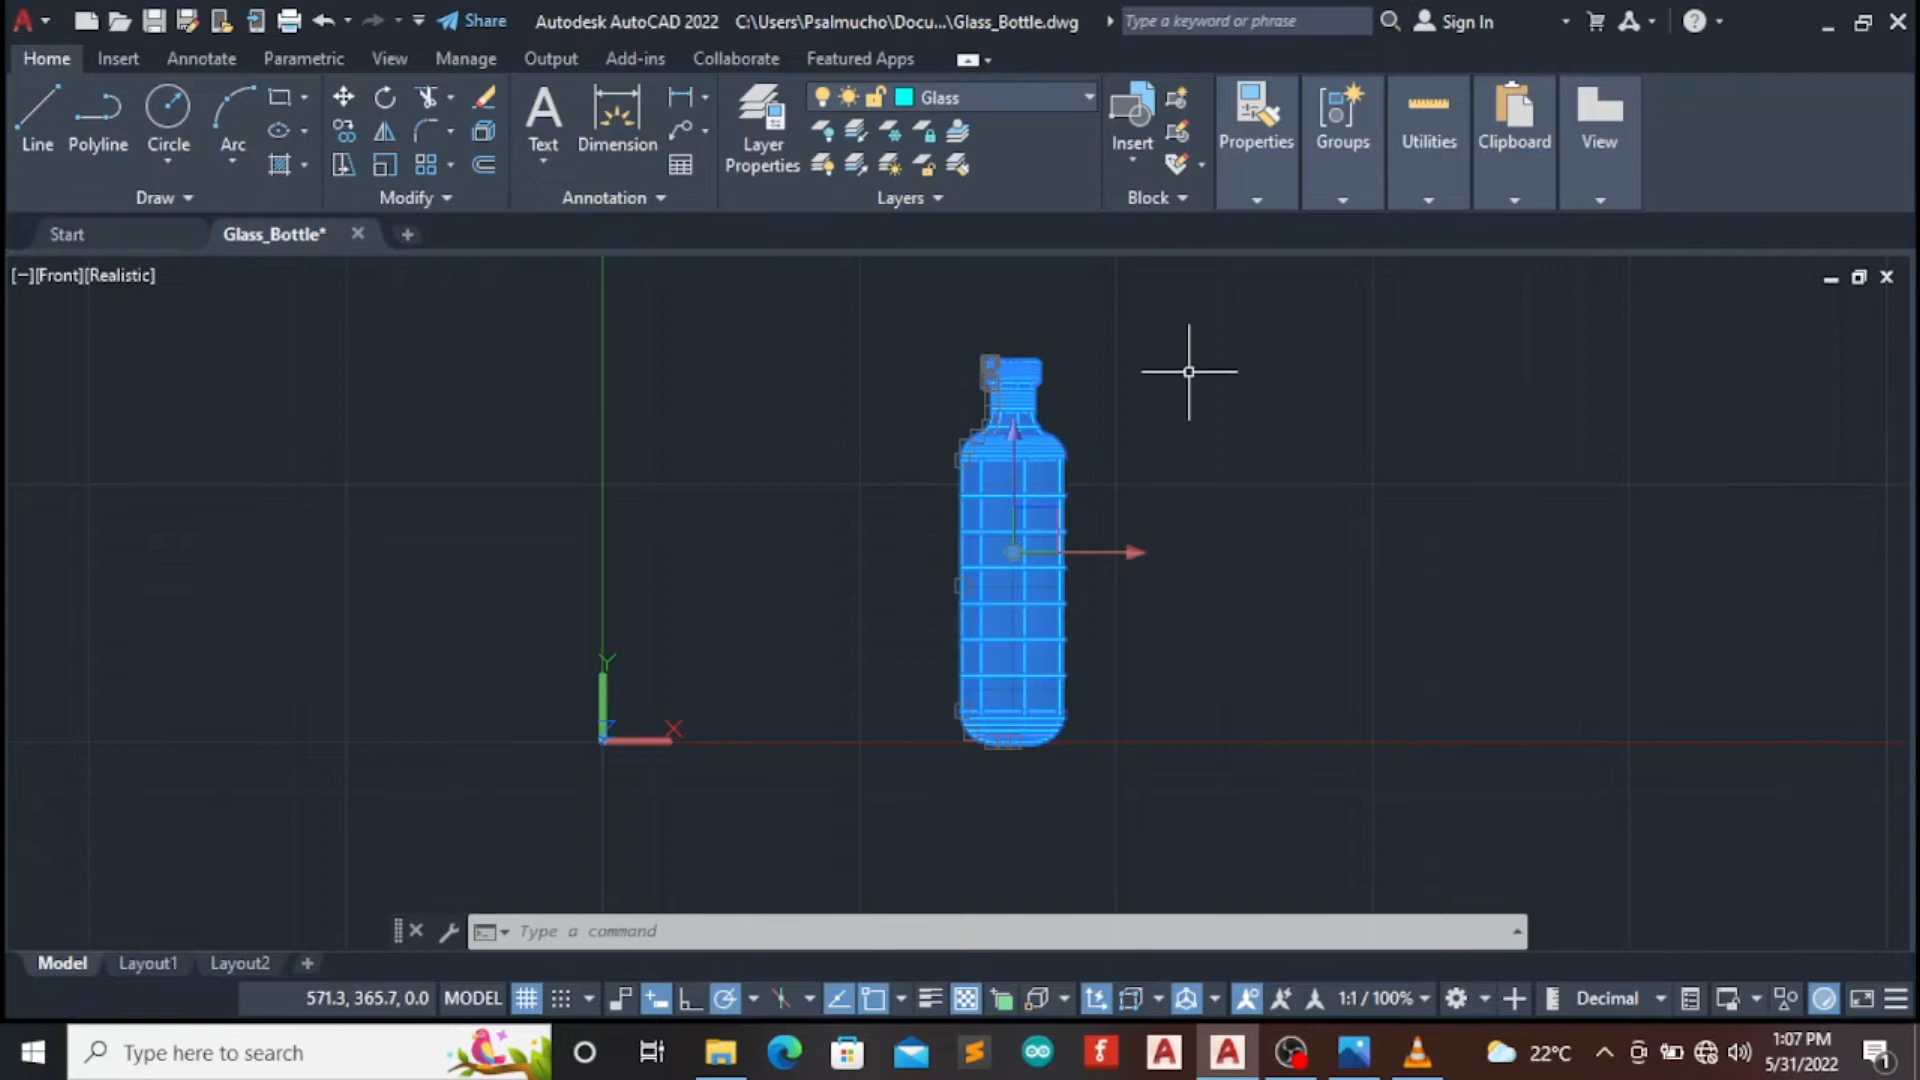 Share
Autodesk AutoCAD 2022 C:\Users\Psalmucho\Docu...\Glass_Bottle.dwg
Type a keyword or phrase
Sign In
Home Insert Annotate Parametric View Manage Output Add-ins Collaborate Featured Apps
Glass
Line Polyline Circle Arc
Text Dimension
Layer Properties
Insert
Properties Groups Utilities Clipboard View
Draw Modify Annotation Layers Block
Start Glass_Bottle*
[−][Front][Realistic]
Y
X
Type a command
Model Layout1 Layout2
571.3, 365.7, 0.0 MODEL 1:1 / 100% Decimal
Type here to search
22°C
1:07 PM
5/31/2022
1